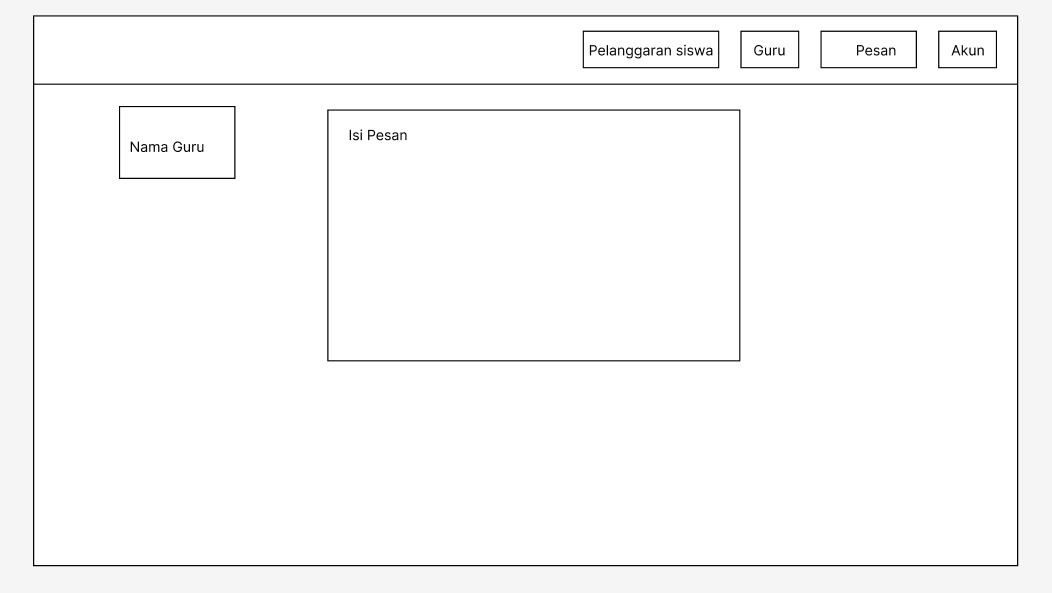 Pelanggaran siswa
Guru
Pesan
Akun
Nama Guru
Isi Pesan